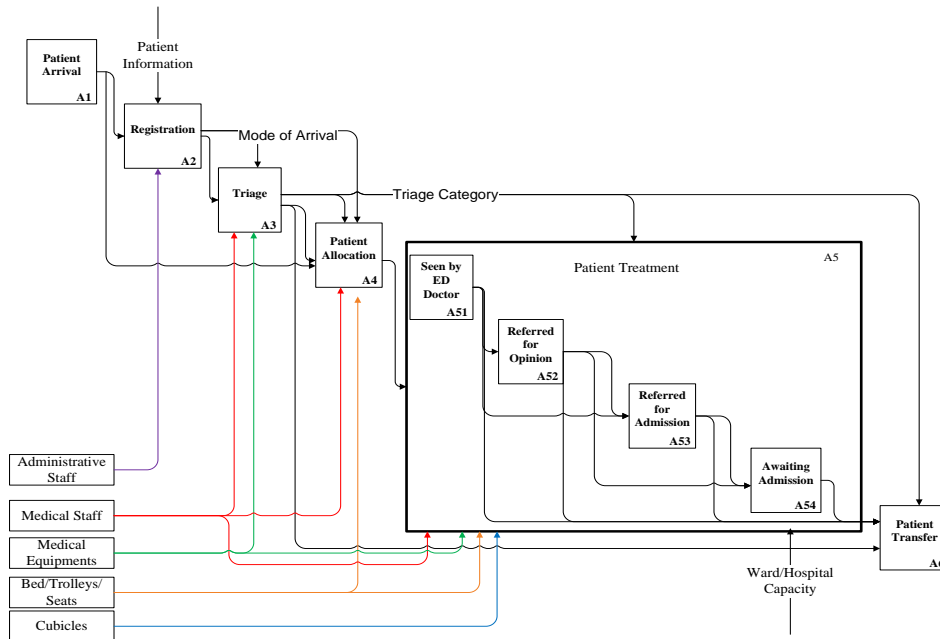 Patient
Information
Patient
Arrival
A1
Registration
A2
Mode of Arrival
Triage
A3
Triage Category
Patient
Allocation
A4
Patient Treatment
A5
Seen by
ED
Doctor
A51
Referred
for
Opinion
A52
Referred
for
Admission
A53
Awaiting
Admission
A54
Patient
Transfer
Administrative
Staff
Medical Staff
Medical
Equipments
Bed/Trolleys/
Seats
Cubicles
Ward/Hospital
Capacity